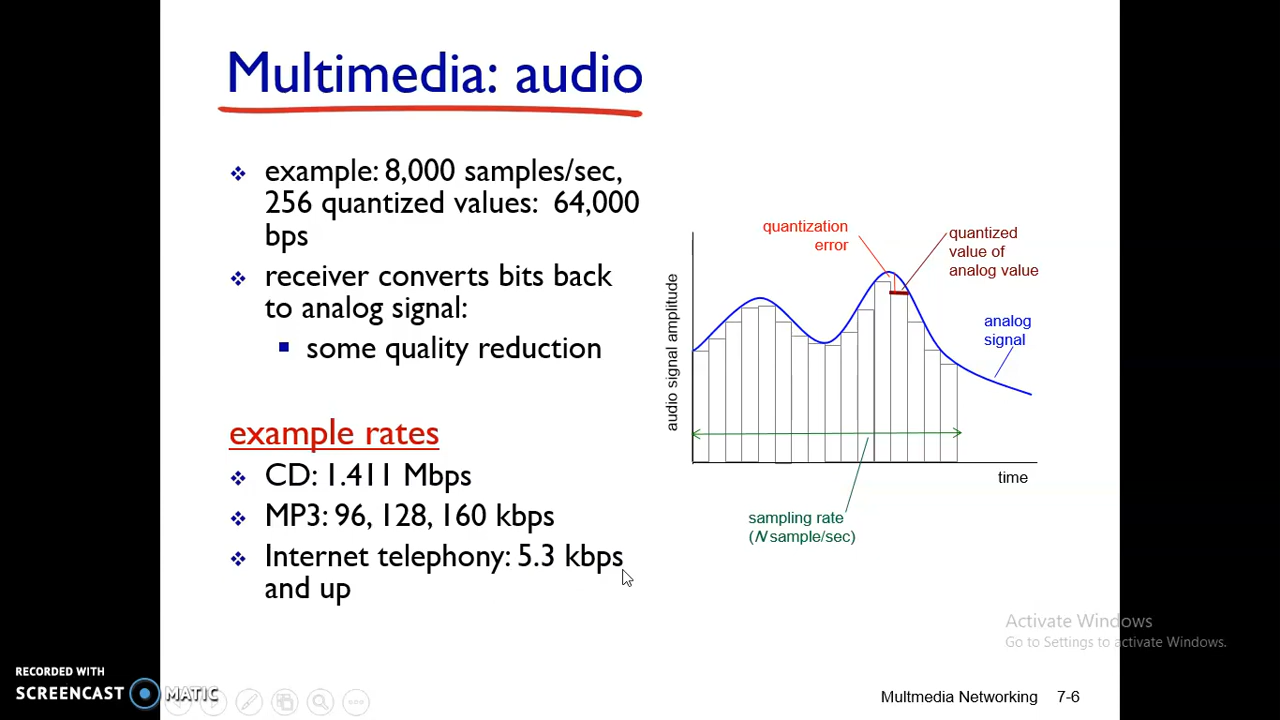 Multimedia: audio
example: 8,000 samples/sec,
256 quantized values: 64,000
bps
receiver converts bits back
to analog signal:
some quality reduction
example rates
CD: 1.411 Mbps
MP3: 96, 128, 160 kbps
Internet telephony: 5.3 kbps
and up
quantization
error
quantized
value of
analog value
analog
signal
audio signal amplitude
time
sampling rate
(N sample/sec)
Activate Windows
Go to Settings to activate Windows.
RECORDED WITH
SCREENCAST MATIC
Multmedia Networking 7-6